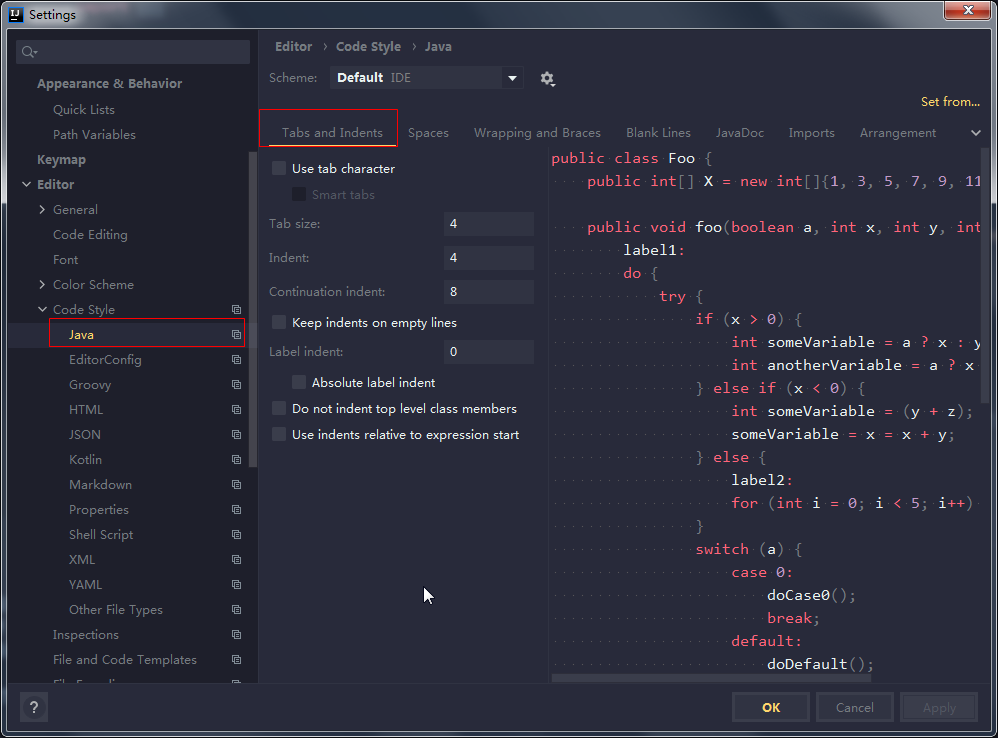 Settings
Appearance & Behavior
Quick Lists
Path Variables
Keymap
Editor
General
Code Editing
Font
Color Scheme
Code Style
Java
EditorConfig
Groovy
HTML
JSON
Kotlin
Markdown
Properties
Shell Script
XML
YAML
Other File Types
Inspections
File and Code Templates
Editor › Code Style › Java
Scheme: Default IDE
Set from...
Tabs and Indents Spaces Wrapping and Braces Blank Lines JavaDoc Imports Arrangement
Use tab character
Smart tabs
Tab size: 4
Indent: 4
Continuation indent: 8
Keep indents on empty lines
Label indent: 0
Absolute label indent
Do not indent top level class members
Use indents relative to expression start
public class Foo {
public int[] X = new int[]{1, 3, 5, 7, 9, 11
public void foo(boolean a, int x, int y, int
label1:
do {
try {
if (x > 0) {
int someVariable = a ? x : y
int anotherVariable = a ? x
} else if (x < 0) {
int someVariable = (y + z);
someVariable = x = x + y;
} else {
label2:
for (int i = 0; i < 5; i++)
}
switch (a) {
case 0:
doCase0();
break;
default:
doDefault();
?
OK Cancel Apply